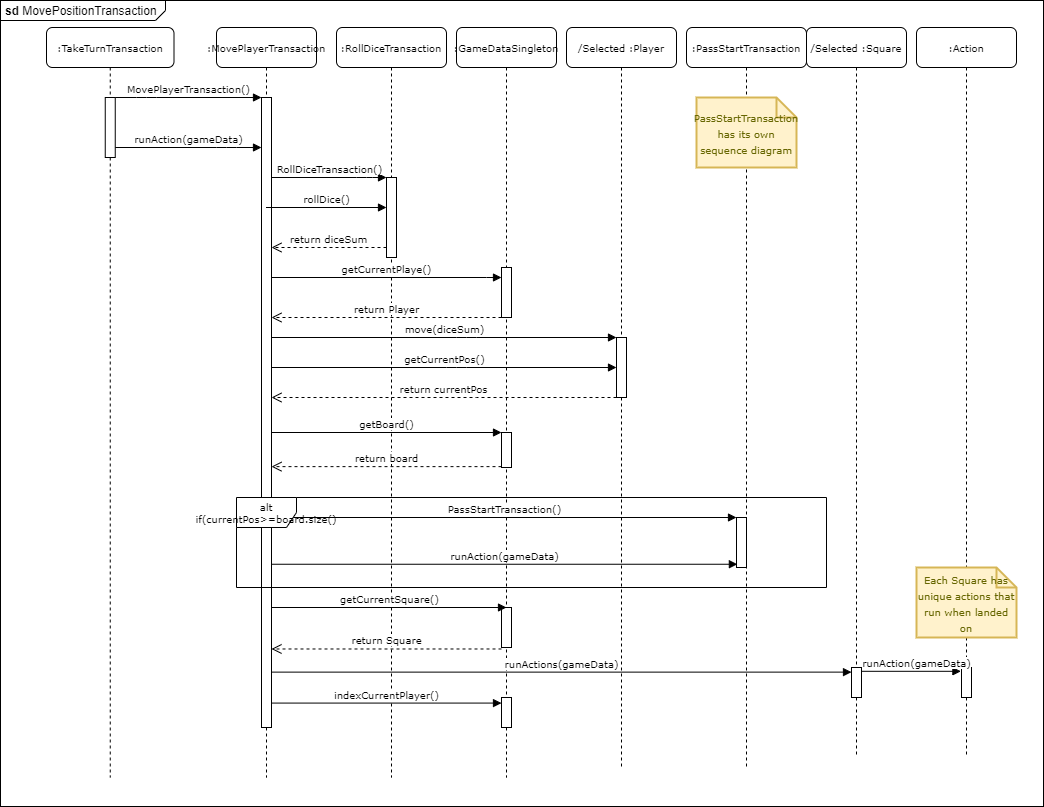 sd MovePositionTransaction
:TakeTurnTransaction
:MovePlayerTransaction
:RollDiceTransaction
:GameDataSingleton
/Selected :Player
:PassStartTransaction
/Selected :Square
:Action
MovePlayerTransaction()
PassStartTransaction
has its own
sequence diagram
runAction(gameData)
RollDiceTransaction()
rollDice()
return diceSum
getCurrentPlaye()
return Player
move(diceSum)
getCurrentPos()
return currentPos
getBoard()
return board
alt
if(currentPos>=board.size()
PassStartTransaction()
runAction(gameData)
Each Square has
unique actions that
run when landed
on
getCurrentSquare()
return Square
runActions(gameData)
runAction(gameData)
indexCurrentPlayer()